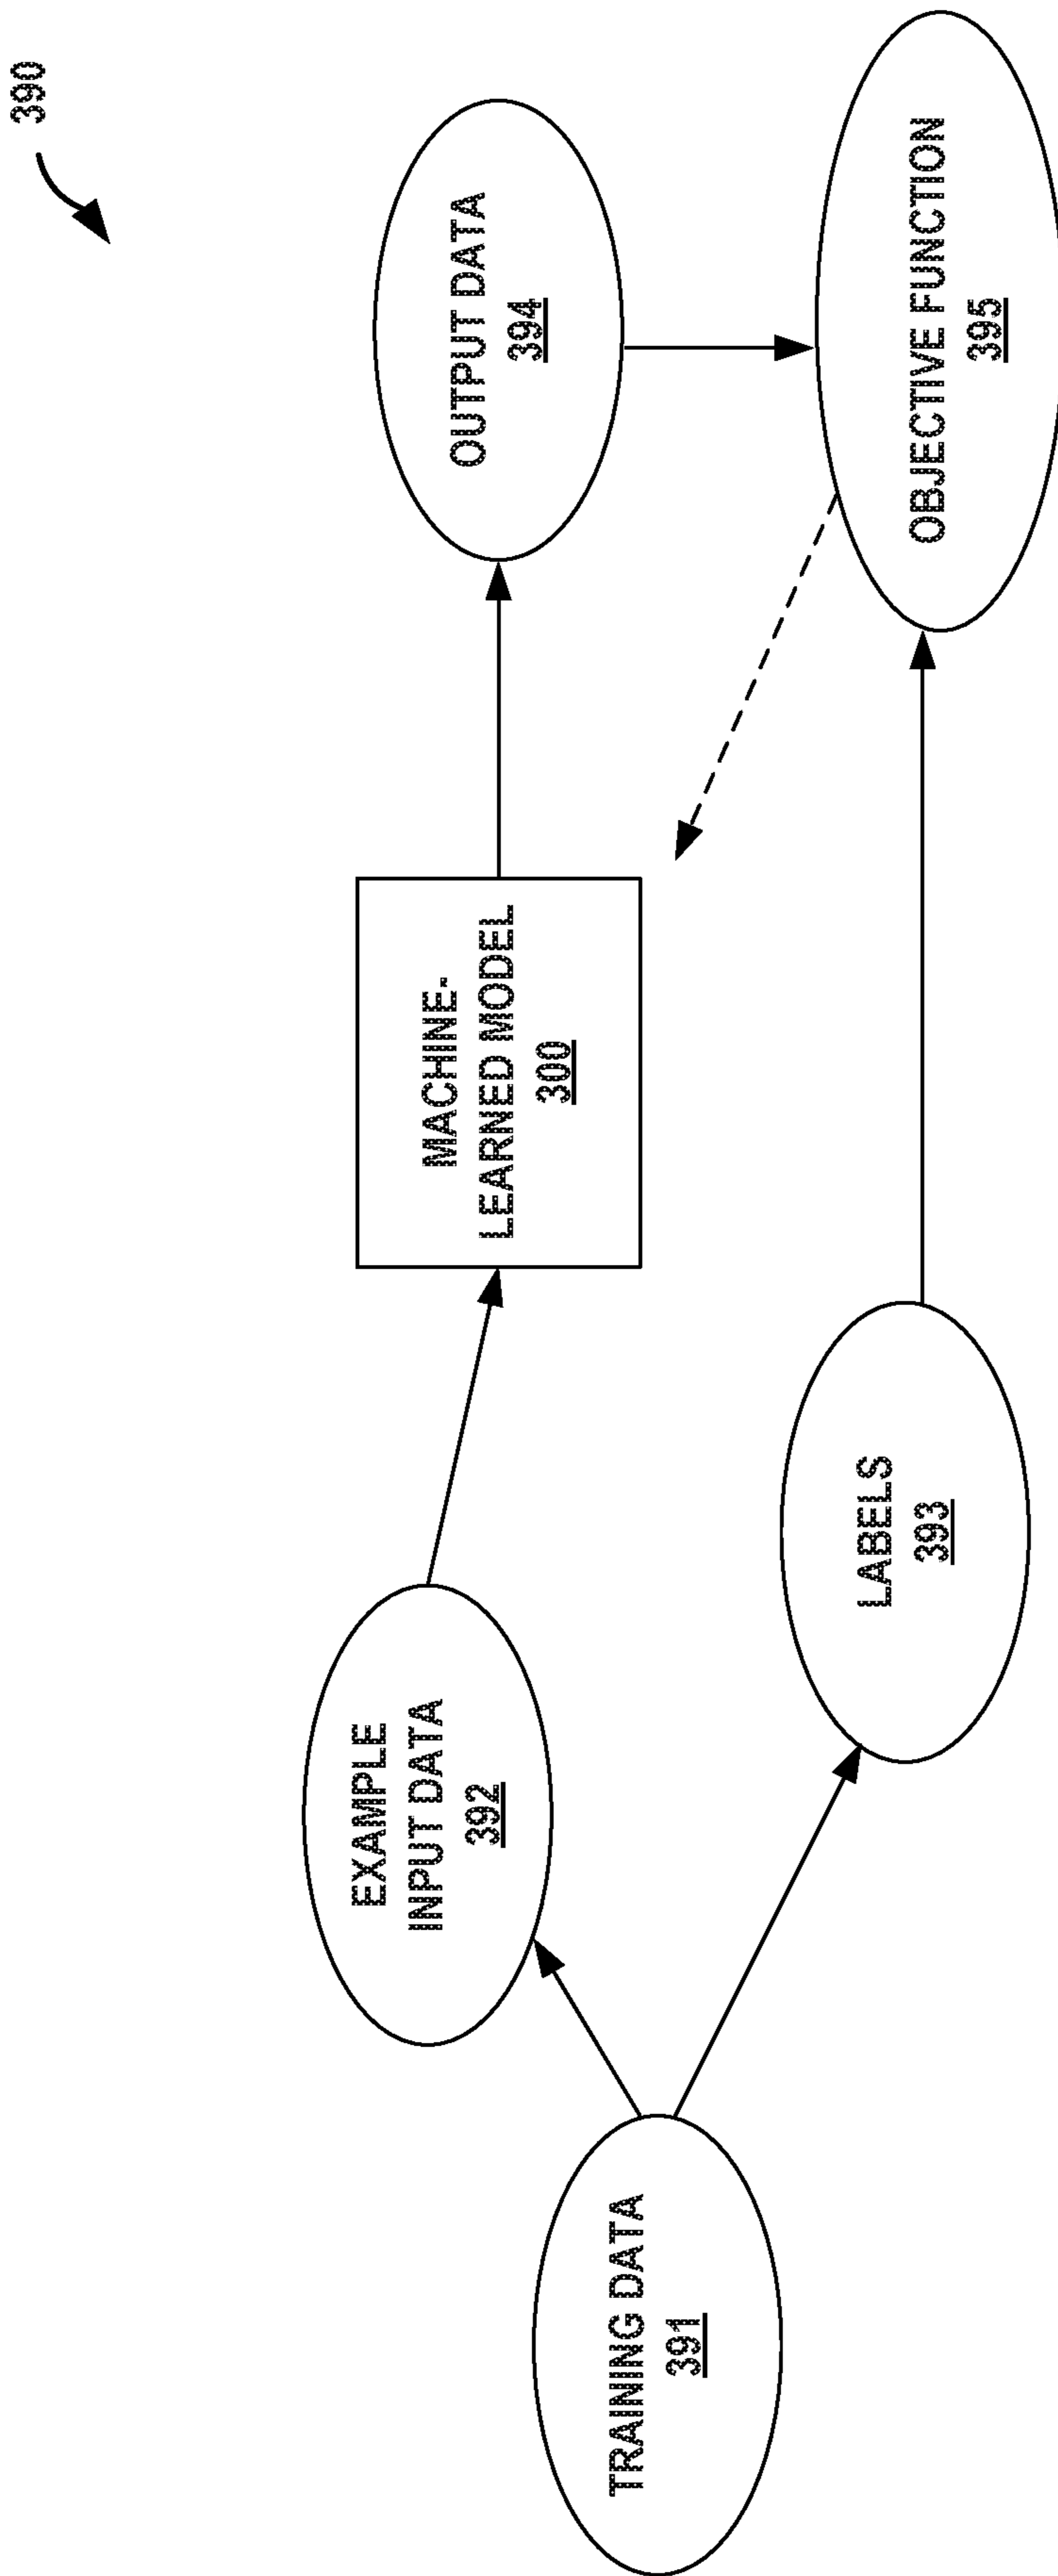 390
TRAINING DATA
391
EXAMPLE
INPUT DATA
392
LABELS
393
MACHINE-
LEARNED MODEL
300
OUTPUT DATA
394
OBJECTIVE FUNCTION
395